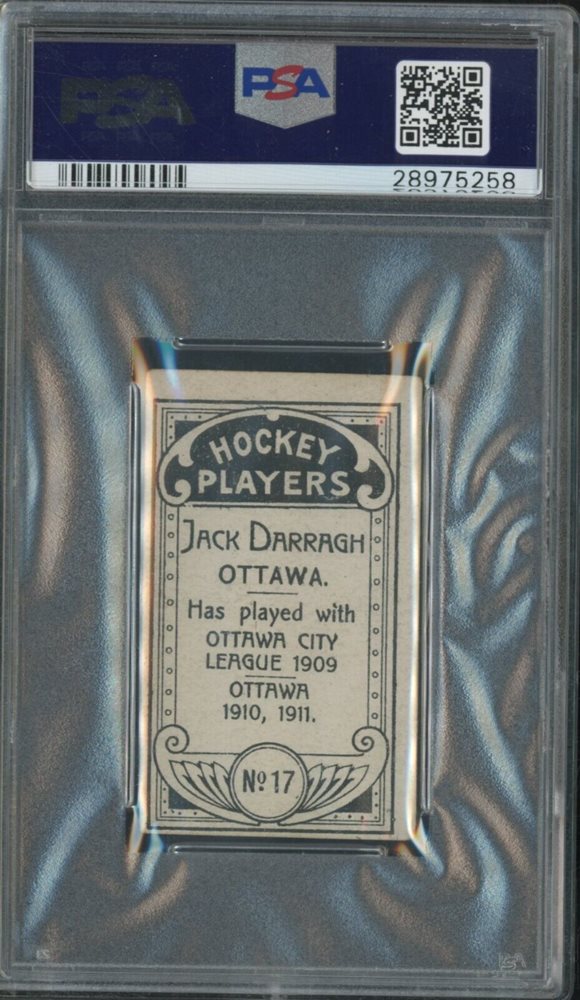 PSA
PSA
28975258
HOCKEY
PLAYERS
JACK DARRAGH
OTTAWA.
Has played with
OTTAWA CITY
LEAGUE 1909
OTTAWA
1910, 1911.
Nº 17
PSA